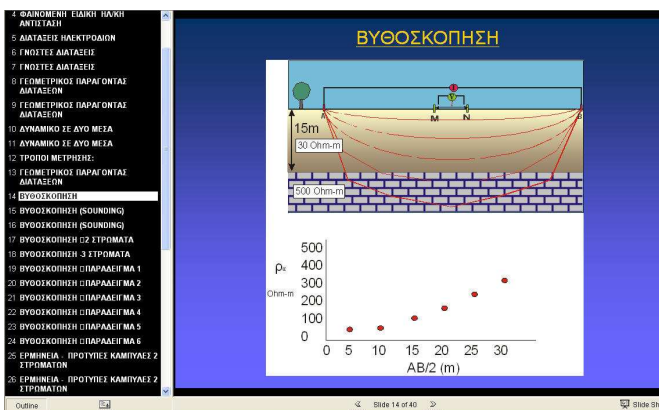 4 ΦΑΙΝΟΜΕΝΗ ΕΙΔΙΚΗ ΗΛ/ΚΗ
ΑΝΤΙΣΤΑΣΗ
5 ΔΙΑΤΑΞΕΙΣ ΗΛΕΚΤΡΟΔΙΩΝ
6 ΓΝΩΣΤΕΣ ΔΙΑΤΑΞΕΙΣ
7 ΓΝΩΣΤΕΣ ΔΙΑΤΑΞΕΙΣ
8 ΓΕΩΜΕΤΡΙΚΟΣ ΠΑΡΑΓΟΝΤΑΣ
ΔΙΑΤΑΞΕΩΝ
9 ΓΕΩΜΕΤΡΙΚΟΣ ΠΑΡΑΓΟΝΤΑΣ
ΔΙΑΤΑΞΕΩΝ
10 ΔΥΝΑΜΙΚΟ ΣΕ ΔΥΟ ΜΕΣΑ
11 ΔΥΝΑΜΙΚΟ ΣΕ ΔΥΟ ΜΕΣΑ
12 ΤΡΟΠΟΙ ΜΕΤΡΗΣΗΣ:
13 ΓΕΩΜΕΤΡΙΚΟΣ ΠΑΡΑΓΟΝΤΑΣ
ΔΙΑΤΑΞΕΩΝ
14 ΒΥΘΟΣΚΟΠΗΣΗ
15 ΒΥΘΟΣΚΟΠΗΣΗ (SOUNDING)
16 ΒΥΘΟΣΚΟΠΗΣΗ (SOUNDING)
17 ΒΥΘΟΣΚΟΠΗΣΗ □2 ΣΤΡΩΜΑΤΑ
18 ΒΥΘΟΣΚΟΠΗΣΗ -3 ΣΤΡΩΜΑΤΑ
19 ΒΥΘΟΣΚΟΠΗΣΗ □ΠΑΡΑΔΕΙΓΜΑ 1
20 ΒΥΘΟΣΚΟΠΗΣΗ □ΠΑΡΑΔΕΙΓΜΑ 2
21 ΒΥΘΟΣΚΟΠΗΣΗ □ΠΑΡΑΔΕΙΓΜΑ 3
22 ΒΥΘΟΣΚΟΠΗΣΗ □ΠΑΡΑΔΕΙΓΜΑ 4
23 ΒΥΘΟΣΚΟΠΗΣΗ □ΠΑΡΑΔΕΙΓΜΑ 5
24 ΒΥΘΟΣΚΟΠΗΣΗ □ΠΑΡΑΔΕΙΓΜΑ 6
25 ΕΡΜΗΝΕΙΑ - ΠΡΟΤΥΠΕΣ ΚΑΜΠΥΛΕΣ 2
ΣΤΡΩΜΑΤΩΝ
26 ΕΡΜΗΝΕΙΑ - ΠΡΟΤΥΠΕΣ ΚΑΜΠΥΛΕΣ 2
ΣΤΡΩΜΑΤΩΝ
ΒΥΘΟΣΚΟΠΗΣΗ
I
V
A M N B
15m
30 Ohm-m
500 Ohm-m
500
400
ρx
300
Ohm-m
200
100
0
0 5 10 15 20 25 30
AB/2 (m)
Outline
Slide 14 of 40
Slide Sh